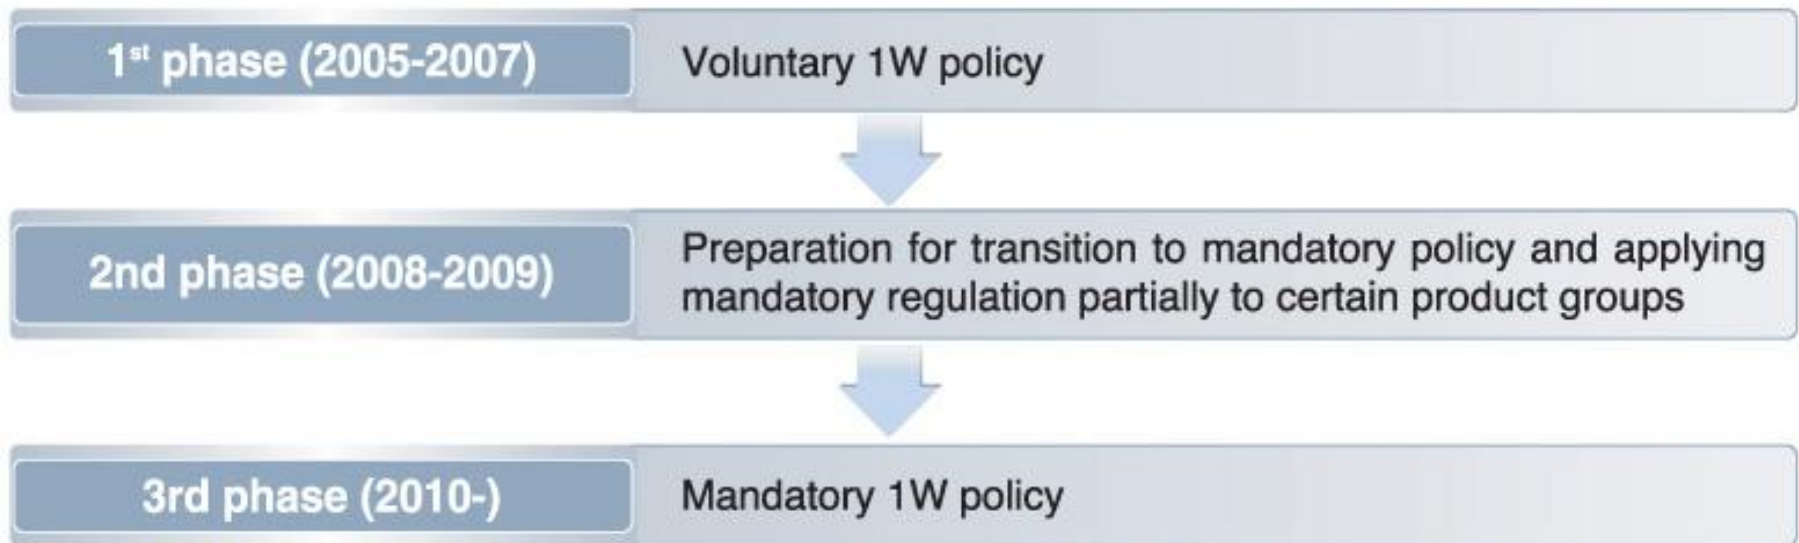 1st phase (2005-2007)
Voluntary 1W policy
2nd phase (2008-2009)
Preparation for transition to mandatory policy and applying
mandatory regulation partially to certain product groups
3rd phase (2010-)
Mandatory 1W policy